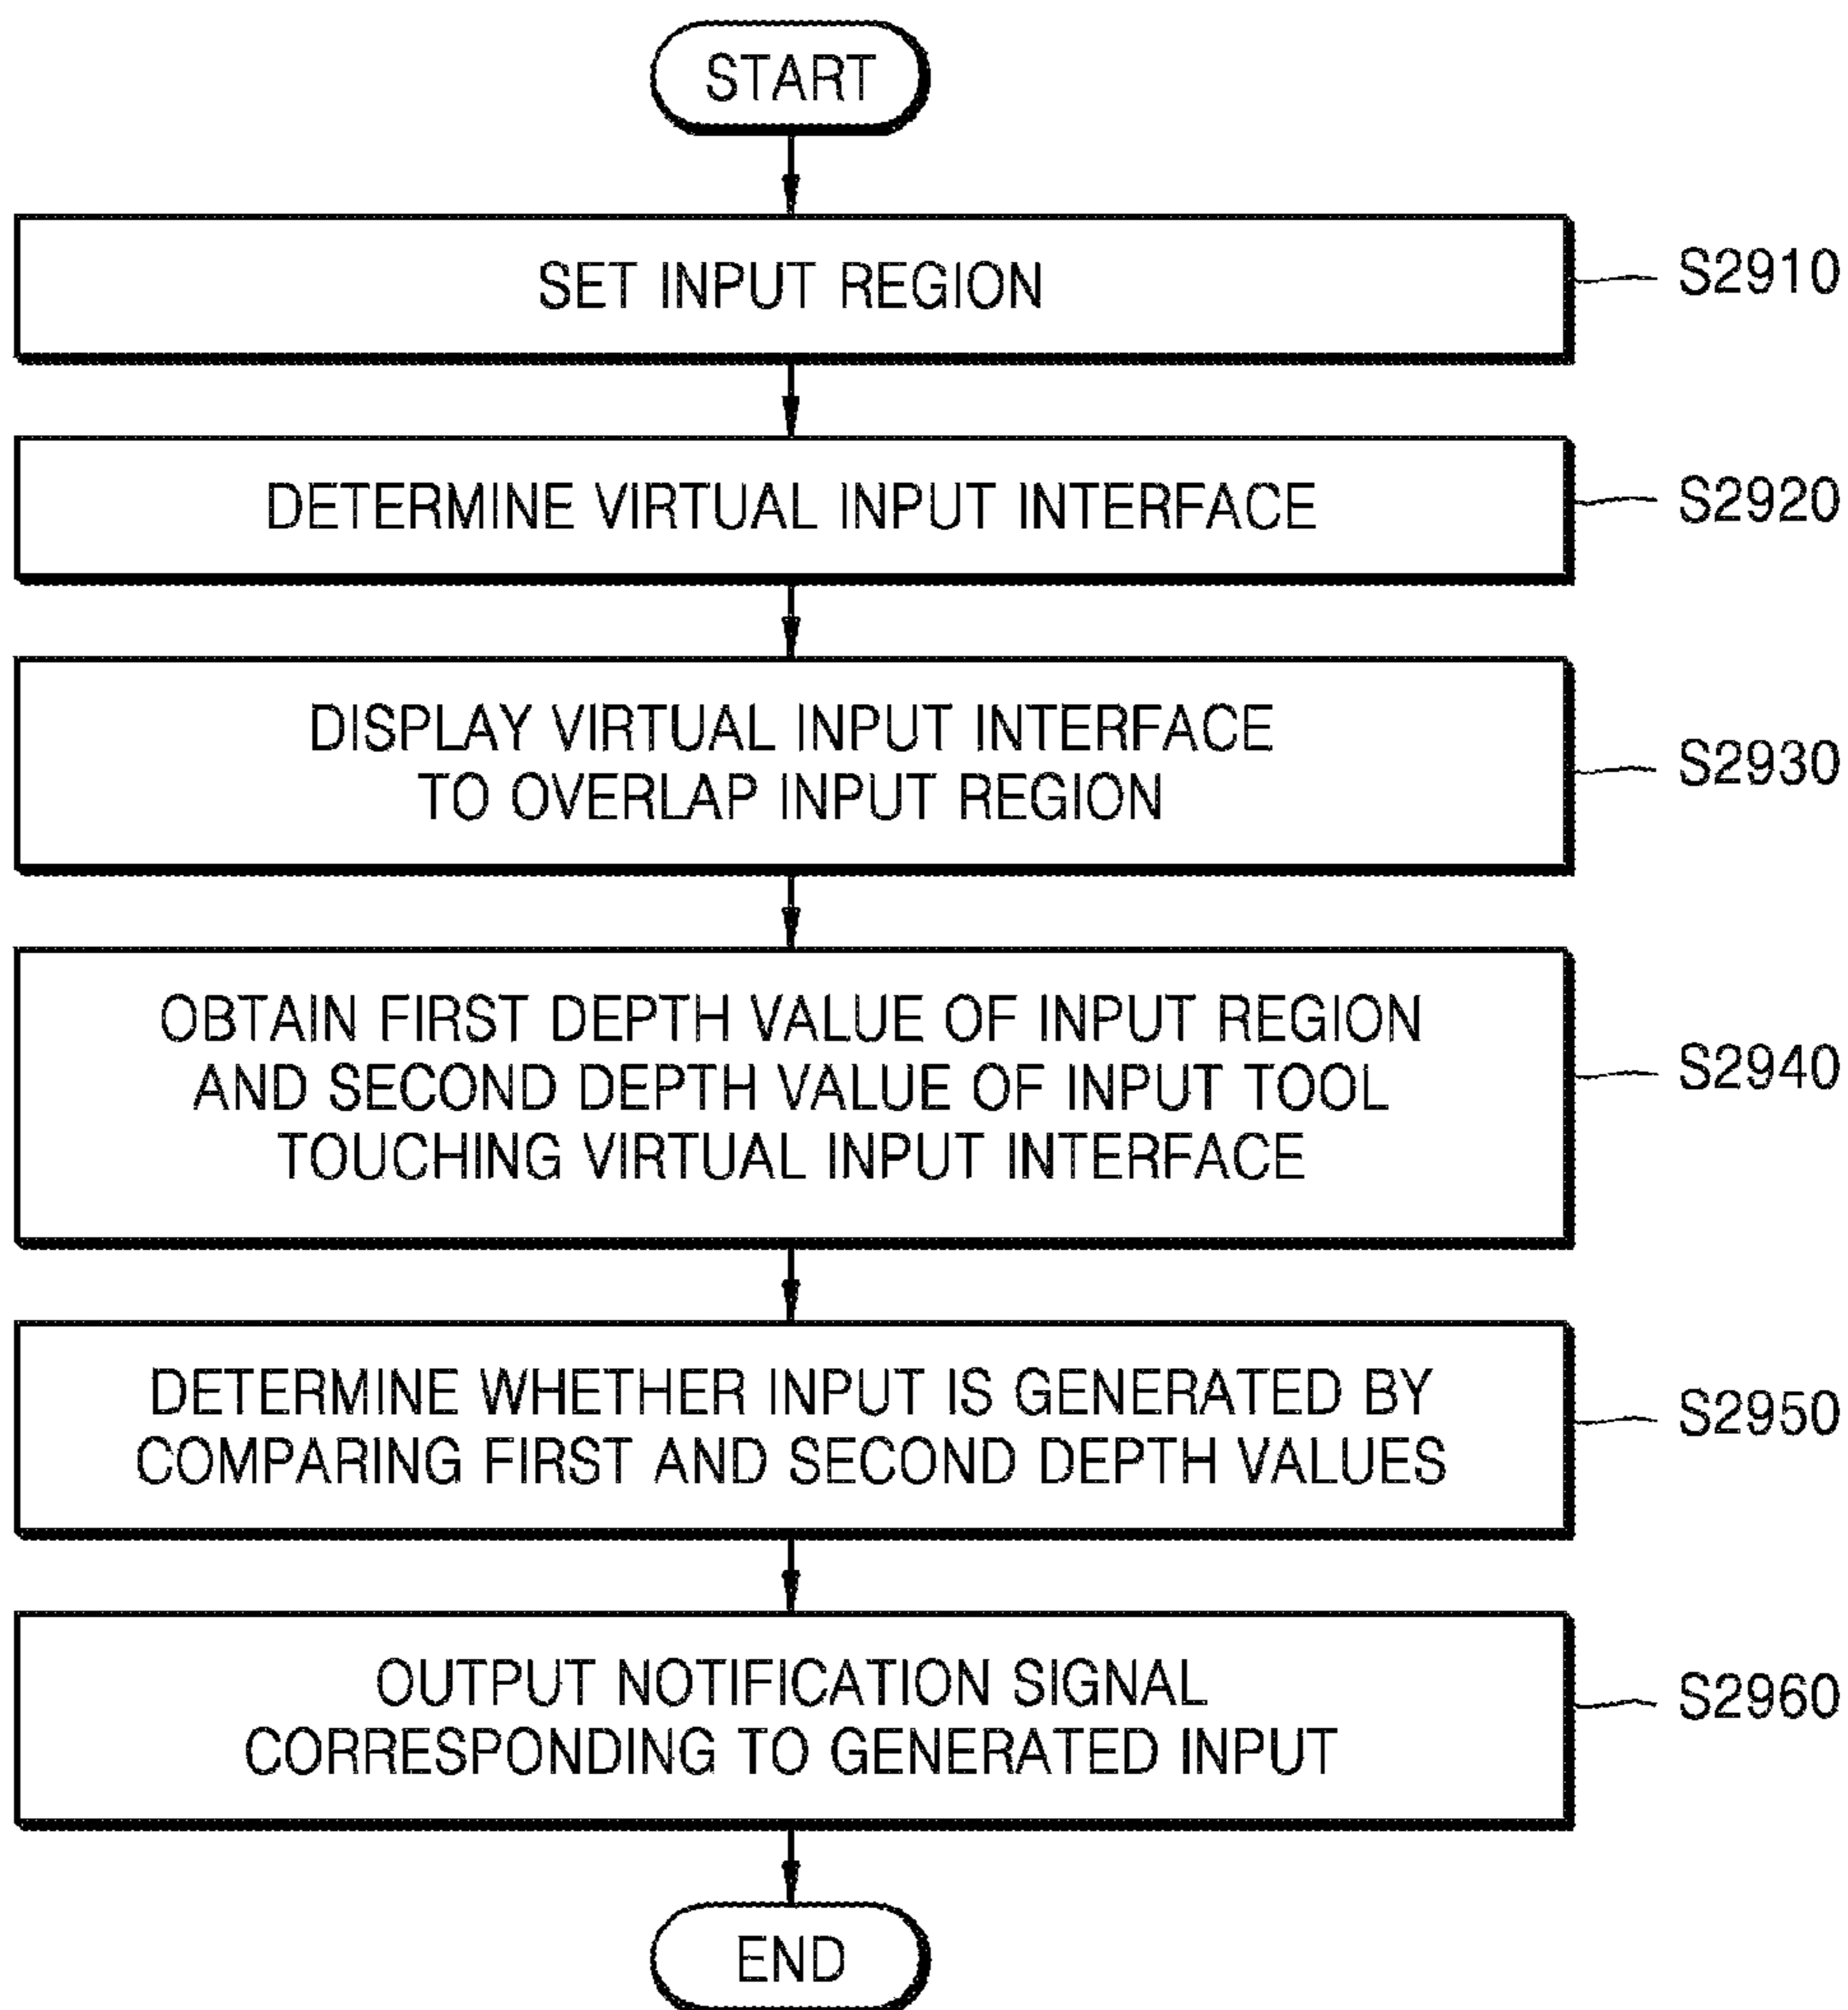 START
SET INPUT REGION
S2910
DETERMINE VIRTUAL INPUT INTERFACE
S2920
DISPLAY VIRTUAL INPUT INTERFACE
TO OVERLAP INPUT REGION
S2930
OBTAIN FIRST DEPTH VALUE OF INPUT REGION
AND SECOND DEPTH VALUE OF INPUT TOOL
TOUCHING VIRTUAL INPUT INTERFACE
S2940
DETERMINE WHETHER INPUT IS GENERATED BY
COMPARING FIRST AND SECOND DEPTH VALUES
S2950
OUTPUT NOTIFICATION SIGNAL
CORRESPONDING TO GENERATED INPUT
S2960
END